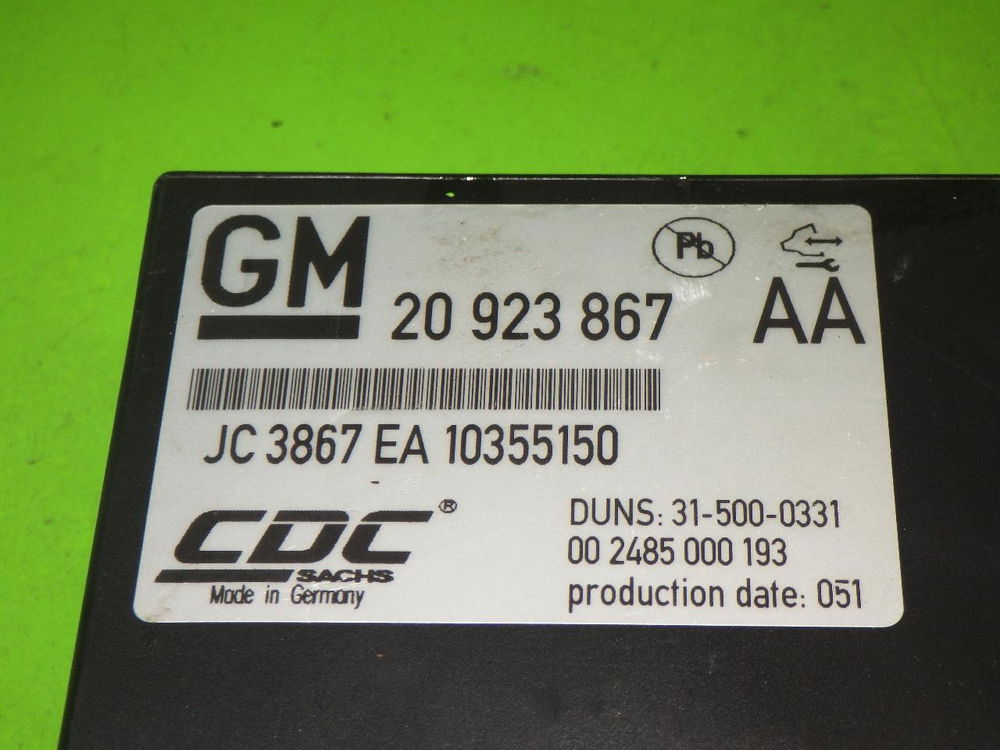 GM
Pb
20 923 867
AA
JC 3867 EA 10355150
CDC®
SACHS
Made in Germany
DUNS: 31-500-0331
00 2485 000 193
production date: 051